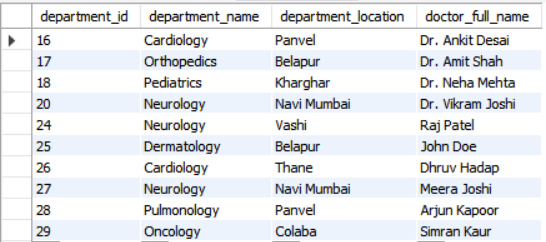 department_id department_name department_location doctor_full_name
16 Cardiology Panvel Dr. Ankit Desai
17 Orthopedics Belapur Dr. Amit Shah
18 Pediatrics Kharghar Dr. Neha Mehta
20 Neurology Navi Mumbai Dr. Vikram Joshi
24 Neurology Vashi Raj Patel
25 Dermatology Belapur John Doe
26 Cardiology Thane Dhruv Hadap
27 Neurology Navi Mumbai Meera Joshi
28 Pulmonology Panvel Arjun Kapoor
29 Oncology Colaba Simran Kaur